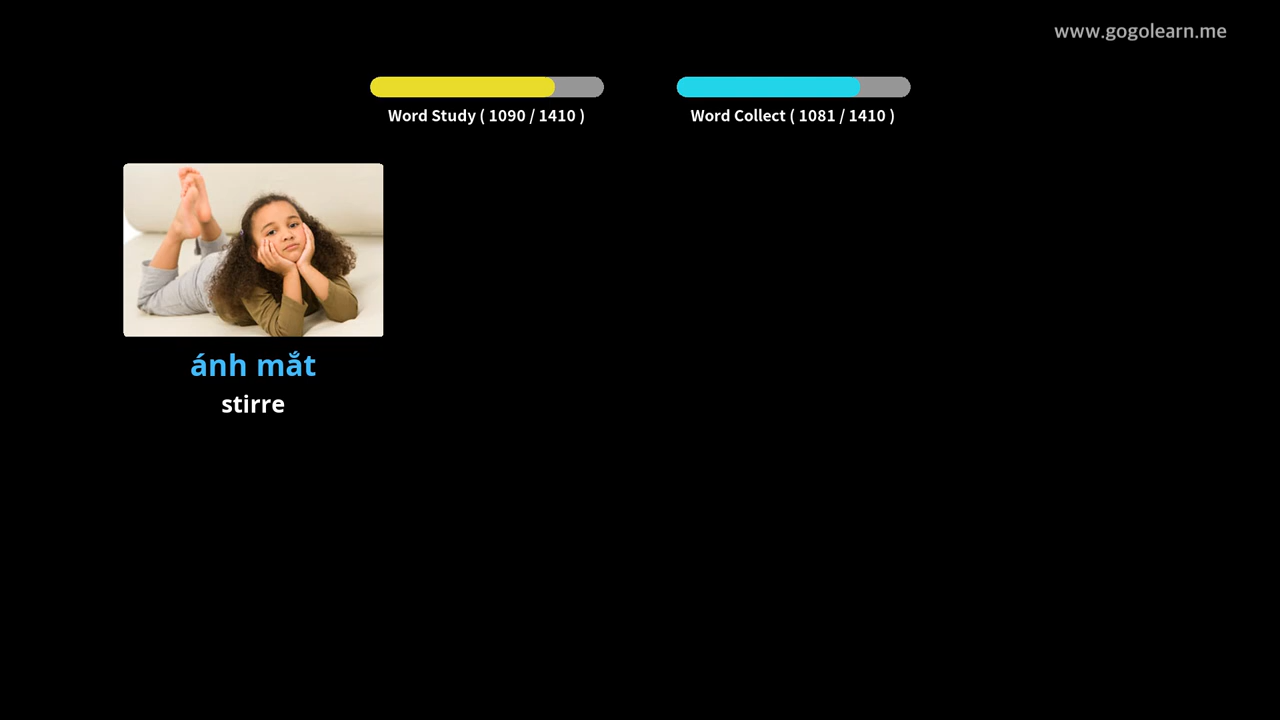 www.gogolearn.me
Word Study ( 1090 / 1410 )
Word Collect ( 1081 / 1410 )
ánh mắt
stirre